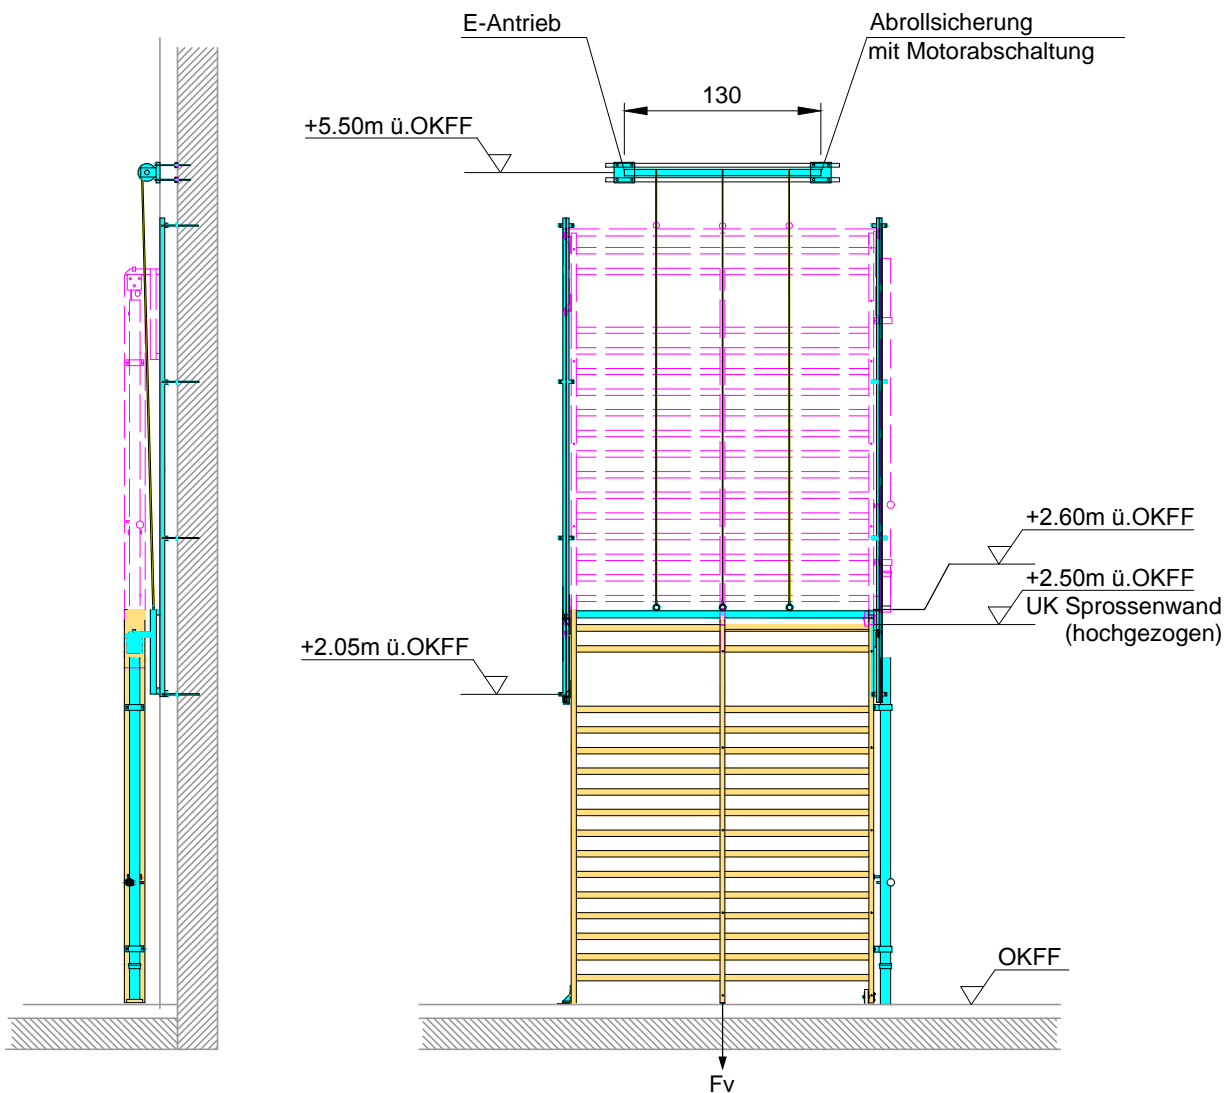 E-Antrieb
Abrollsicherung
mit Motorabschaltung
130
+5.50m ü.OKFF
+2.60m ü.OKFF
+2.50m ü.OKFF
UK Sprossenwand
(hochgezogen)
+2.05m ü.OKFF
OKFF
Fv